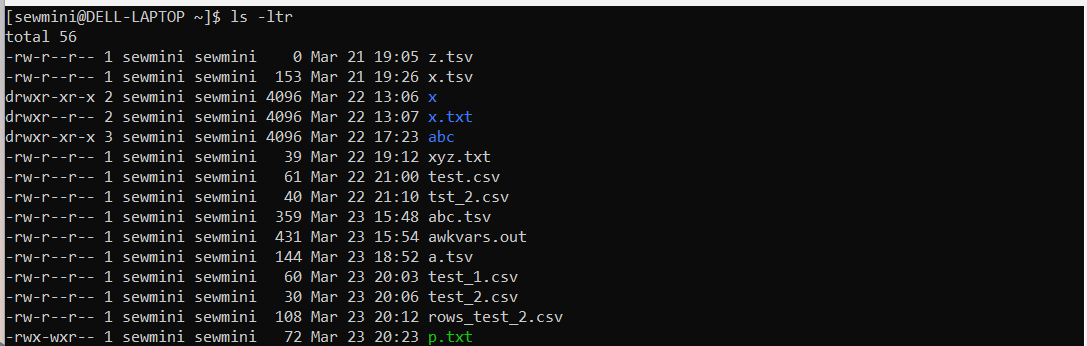 [sewmini@DELL-LAPTOP ~]$ ls -ltr
total 56
-rw-r--r-- 1 sewmini sewmini    0 Mar 21 19:05 z.tsv
-rw-r--r-- 1 sewmini sewmini  153 Mar 21 19:26 x.tsv
drwxr-xr-x 2 sewmini sewmini 4096 Mar 22 13:06 x
drwxr--r-- 2 sewmini sewmini 4096 Mar 22 13:07 x.txt
drwxr-xr-x 3 sewmini sewmini 4096 Mar 22 17:23 abc
-rw-r--r-- 1 sewmini sewmini   39 Mar 22 19:12 xyz.txt
-rw-r--r-- 1 sewmini sewmini   61 Mar 22 21:00 test.csv
-rw-r--r-- 1 sewmini sewmini   40 Mar 22 21:10 tst_2.csv
-rw-r--r-- 1 sewmini sewmini  359 Mar 23 15:48 abc.tsv
-rw-r--r-- 1 sewmini sewmini  431 Mar 23 15:54 awkvars.out
-rw-r--r-- 1 sewmini sewmini  144 Mar 23 18:52 a.tsv
-rw-r--r-- 1 sewmini sewmini   60 Mar 23 20:03 test_1.csv
-rw-r--r-- 1 sewmini sewmini   30 Mar 23 20:06 test_2.csv
-rw-r--r-- 1 sewmini sewmini  108 Mar 23 20:12 rows_test_2.csv
-rwx-wxr-- 1 sewmini sewmini   72 Mar 23 20:23 p.txt